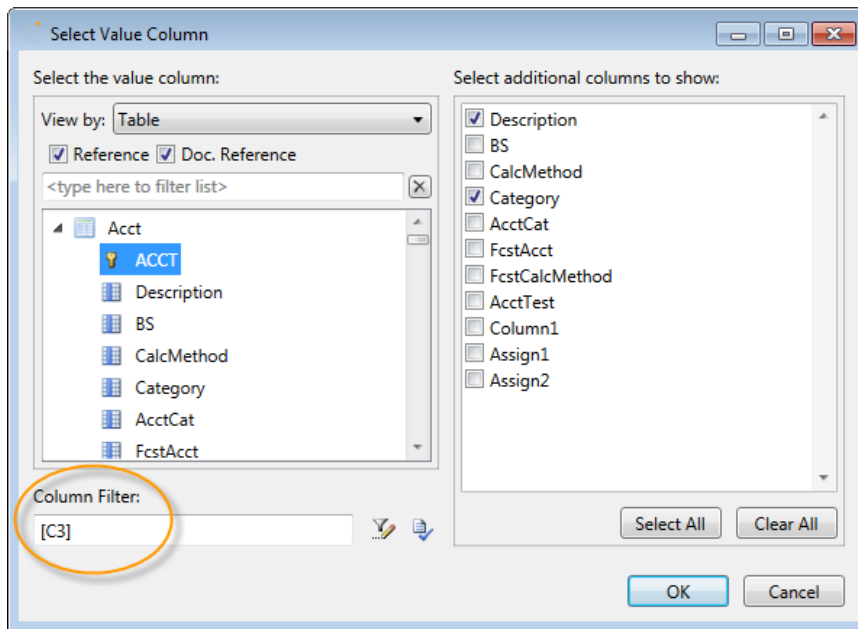 Select Value Column
Select the value column:
View by: Table
Reference Doc. Reference
<type here to filter list>
Acct
ACCT
Description
BS
CalcMethod
Category
AcctCat
FcstAcct
Column Filter:
[C3]
Select additional columns to show:
Description
BS
CalcMethod
Category
AcctCat
FcstAcct
FcstCalcMethod
AcctTest
Column1
Assign1
Assign2
Select All Clear All
OK Cancel